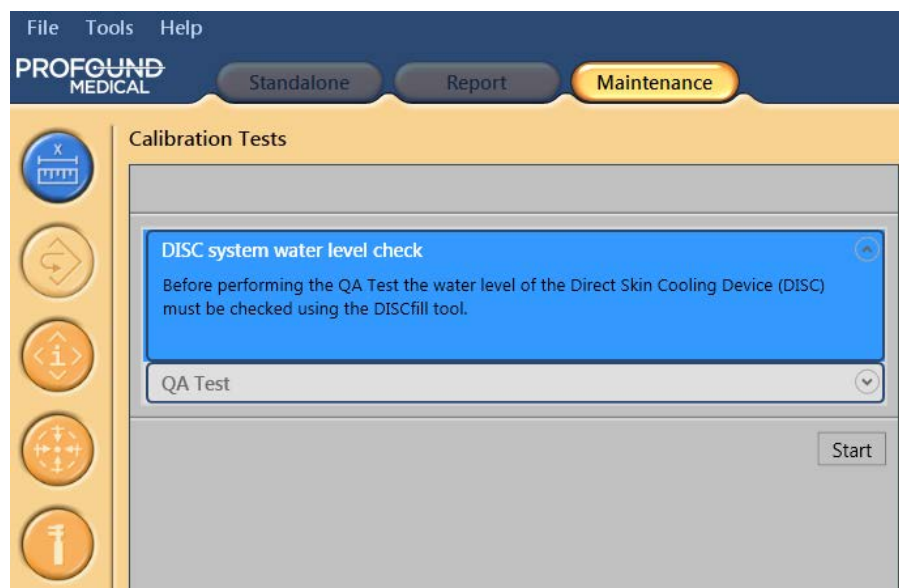 File Tools Help
PROFOUND
MEDICAL
Standalone Report Maintenance
Calibration Tests
X
DISC system water level check
Before performing the QA Test the water level of the Direct Skin Cooling Device (DISC)
must be checked using the DISCfill tool.
QA Test
Start
i